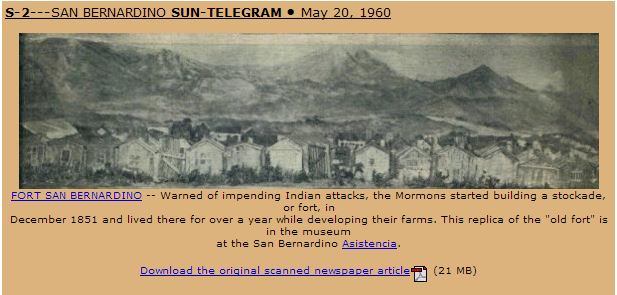 S-2---SAN BERNARDINO SUN-TELEGRAM • May 20, 1960
FORT SAN BERNARDINO -- Warned of impending Indian attacks, the Mormons started building a stockade,
or fort, in
December 1851 and lived there for over a year while developing their farms. This replica of the "old fort" is
in the museum
at the San Bernardino Asistencia.
Download the original scanned newspaper article (21 MB)